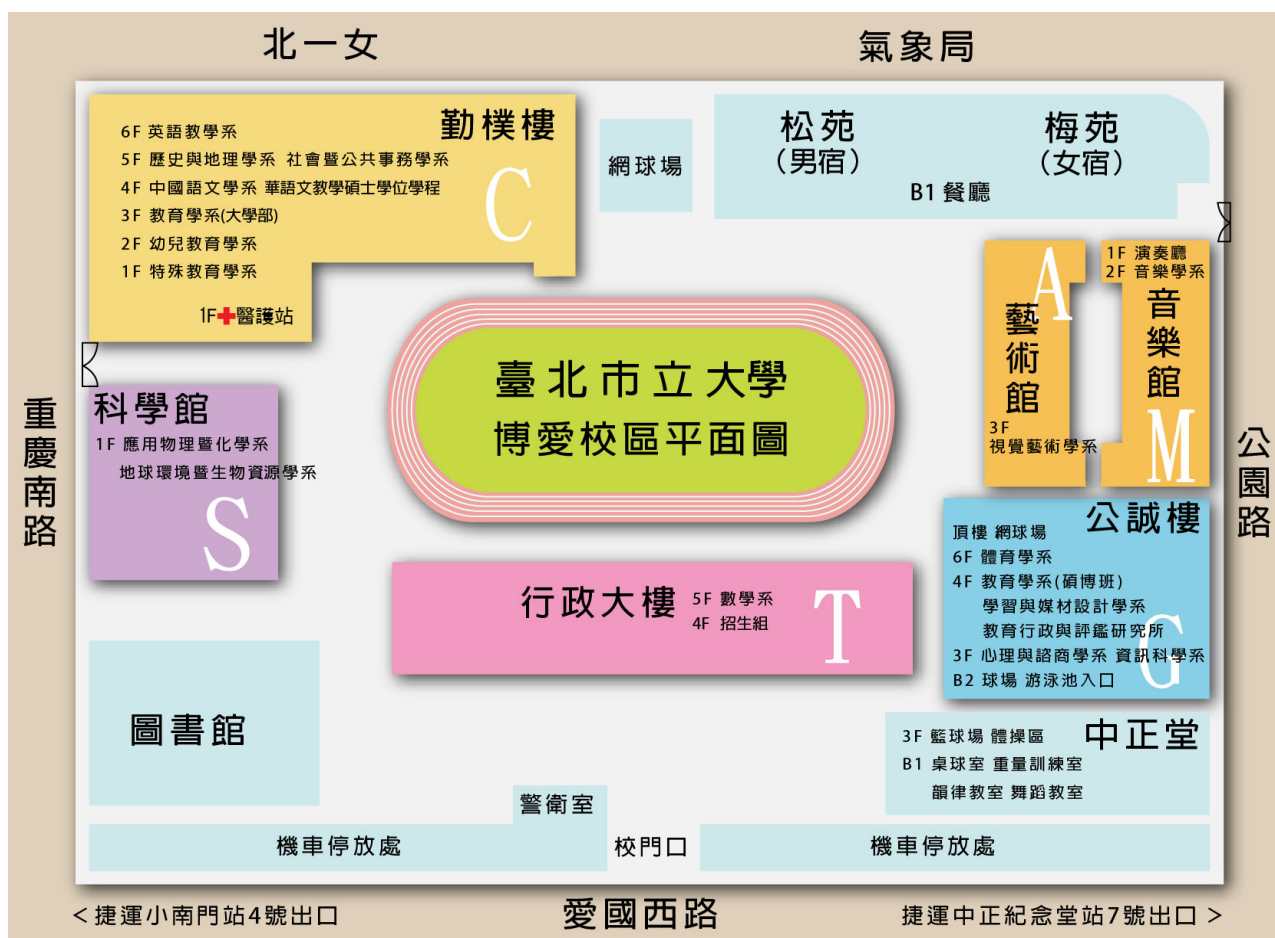 北一女
氣象局
勤樸樓
6F 英語教學系
5F 歷史與地理學系 社會暨公共事務學系
4F 中國語文學系 華語文教學碩士學位學程
3F 教育學系(大學部)
2F 幼兒教育學系
1F 特殊教育學系
C
1F 醫護站
網球場
松苑
(男宿)
梅苑
(女宿)
B1 餐廳
A
藝術館
3F
視覺藝術學系
1F 演奏廳
2F 音樂學系
音樂館
M
臺北市立大學
博愛校區平面圖
重慶南路
科學館
1F 應用物理暨化學系
地球環境暨生物資源學系
S
公園路
公誠樓
頂樓 網球場
6F 體育學系
4F 教育學系(碩博班)
學習與媒材設計學系
教育行政與評鑑研究所
3F 心理與諮商學系 資訊科學系
B2 球場 游泳池入口
G
行政大樓
5F 數學系
4F 招生組
T
圖書館
中正堂
3F 籃球場 體操區
B1 桌球室 重量訓練室
韻律教室 舞蹈教室
警衛室
機車停放處
校門口
機車停放處
<捷運小南門站4號出口
愛國西路
捷運中正紀念堂站7號出口 >